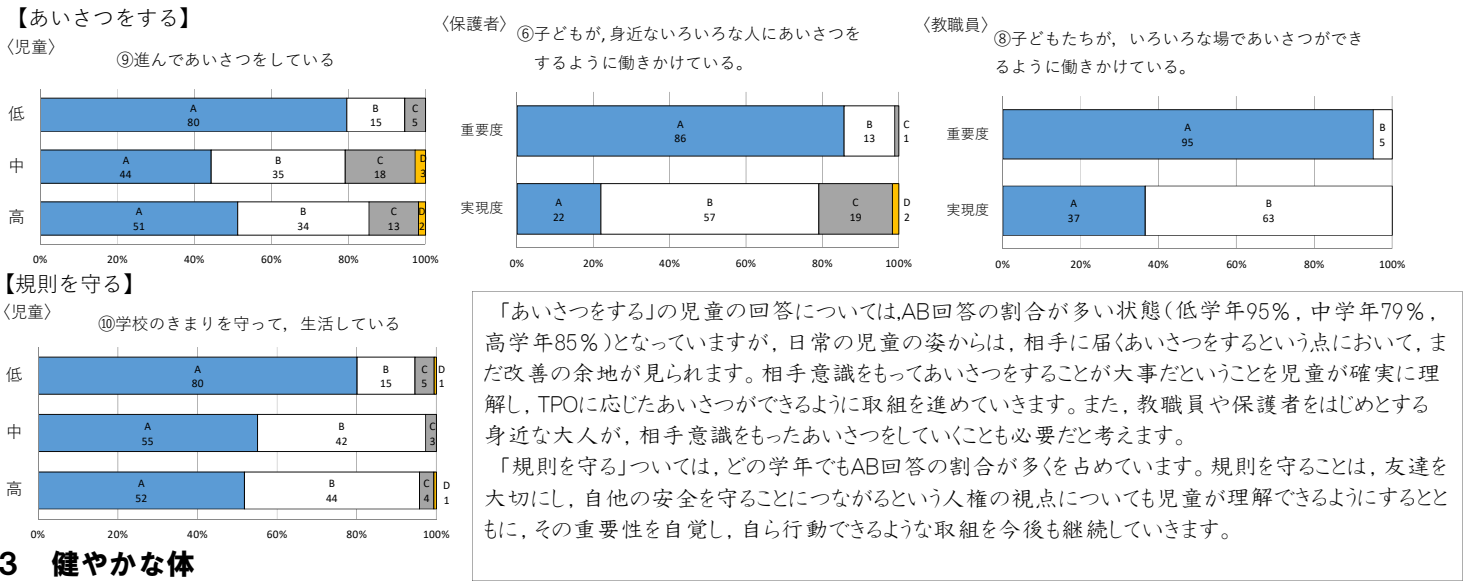 【あいさつをする】
〈児童〉
⑨進んであいさつをしている
低
A 80
B 15
C 5
中
A 44
B 35
C 18
D 3
高
A 51
B 34
C 13
D 2
0% 20% 40% 60% 80% 100%
〈保護者〉
⑥子どもが,身近ないろいろな人にあいさつを
するように働きかけている。
重要度
A 86
B 13
C 1
実現度
A 22
B 57
C 19
D 2
0% 20% 40% 60% 80% 100%
〈教職員〉
⑧子どもたちが，いろいろな場であいさつができ
るように働きかけている。
重要度
A 95
B 5
実現度
A 37
B 63
0% 20% 40% 60% 80% 100%
【規則を守る】
〈児童〉
⑩学校のきまりを守って，生活している
低
A 80
B 15
C 5
D 1
中
A 55
B 42
C 3
高
A 52
B 44
C 4
D 1
0% 20% 40% 60% 80% 100%
「あいさつをする」の児童の回答については,AB回答の割合が多い状態(低学年95%，中学年79%，
高学年85%)となっていますが，日常の児童の姿からは，相手に届くあいさつをするという点において，ま
だ改善の余地が見られます。相手意識をもってあいさつをすることが大事だということを児童が確実に理
解し，TPOに応じたあいさつができるように取組を進めていきます。また，教職員や保護者をはじめとする
身近な大人が，相手意識をもったあいさつをしていくことも必要だと考えます。
「規則を守る」ついては，どの学年でもAB回答の割合が多くを占めています。規則を守ることは，友達を
大切にし，自他の安全を守ることにつながるという人権の視点についても児童が理解できるようにするとと
もに，その重要性を自覚し，自ら行動できるような取組を今後も継続していきます。
3 健やかな体